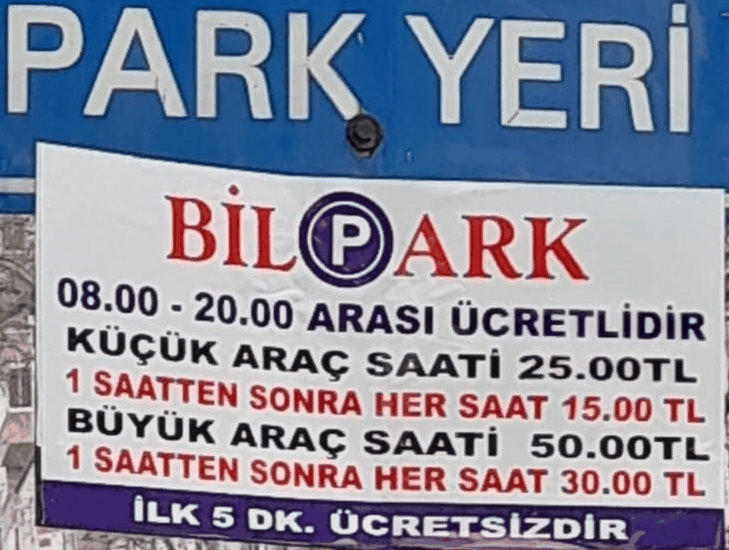 PARK YERİ
BİLPARK
08.00 - 20.00 ARASI ÜCRETLİDİR
KÜÇÜK ARAÇ SAATİ 25.00TL
1 SAATTEN SONRA HER SAAT 15.00 TL
BÜYÜK ARAÇ SAATİ 50.00TL
1 SAATTEN SONRA HER SAAT 30.00 TL
İLK 5 DK. ÜCRETSİZDİR